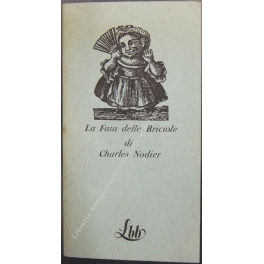 La Fata delle Briciole
di
Charles Nodier
Lbb